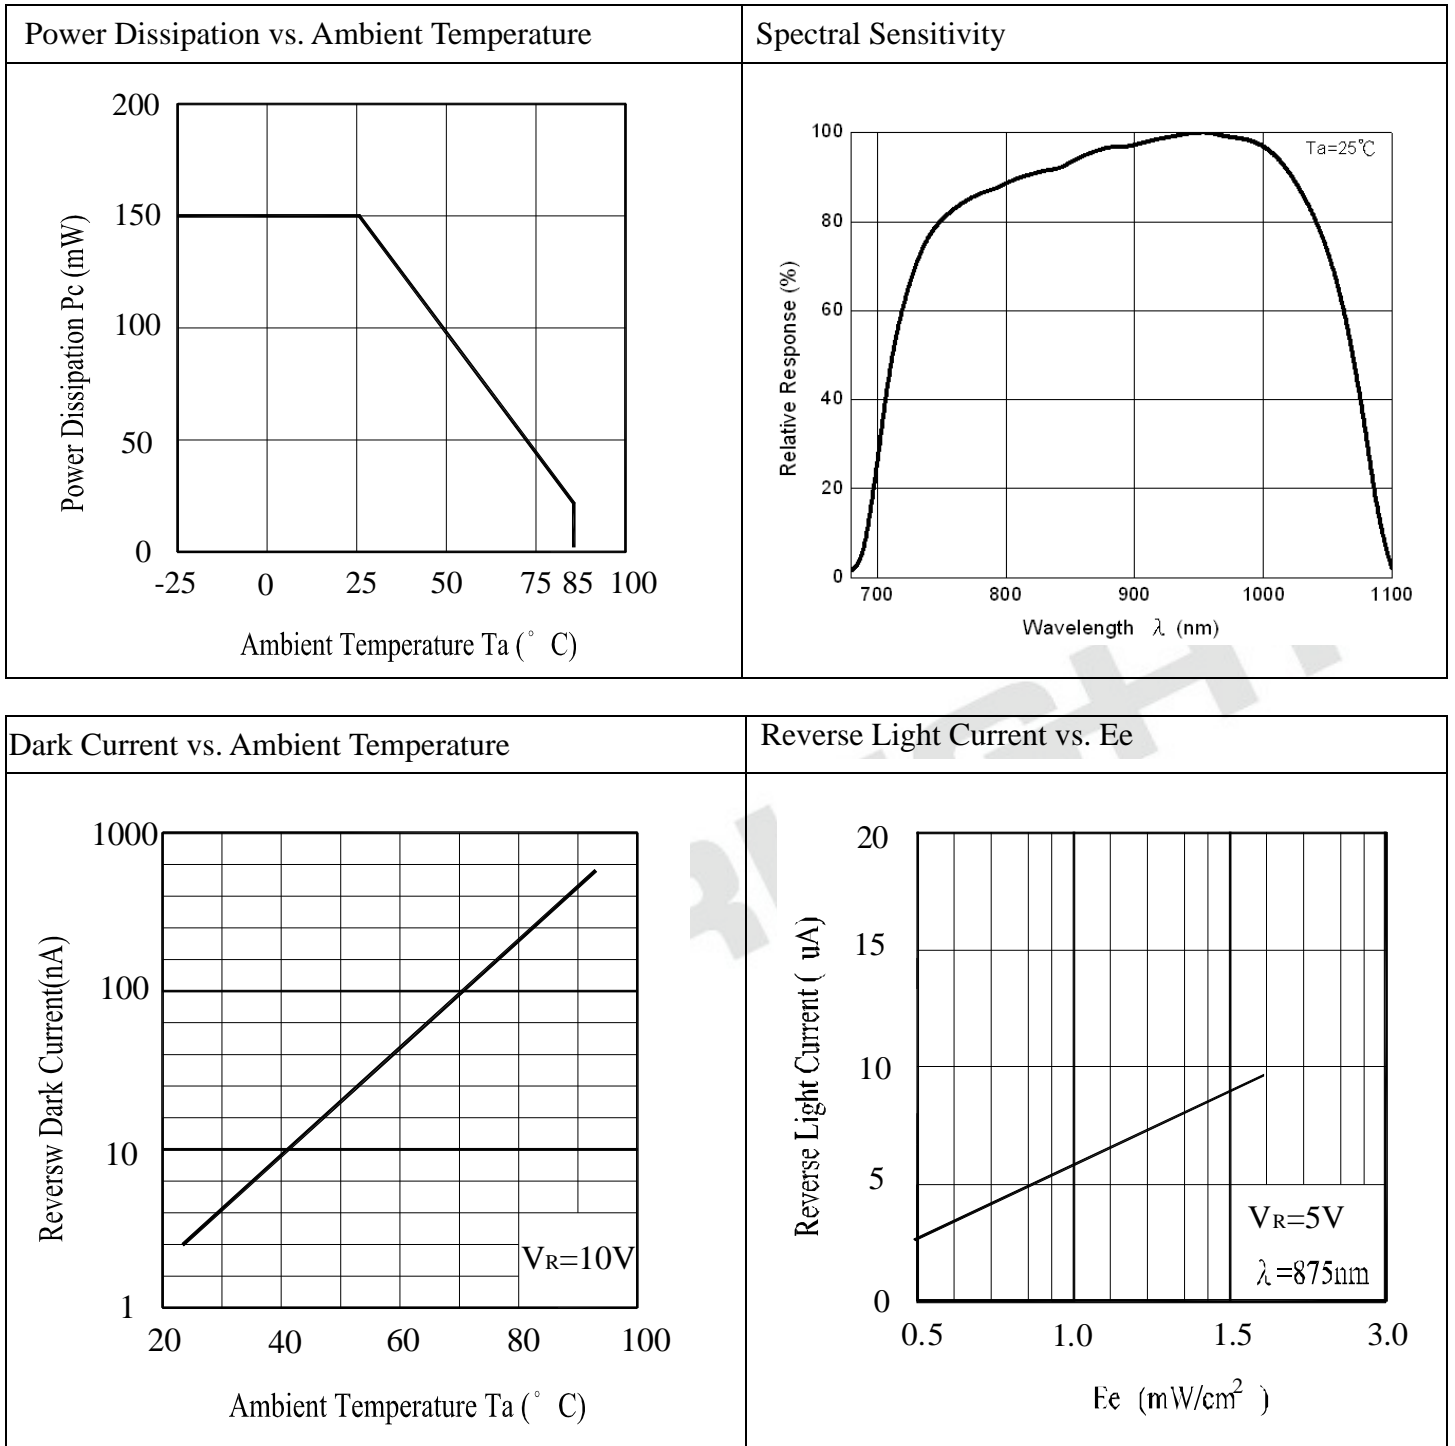 Power Dissipation vs. Ambient Temperature
200
150
100
50
0
-25 0 25 50 75 85 100
Power Dissipation Pc (mW)
Ambient Temperature Ta (° C)
Spectral Sensitivity
Ta=25℃
100
80
60
40
20
0
700 800 900 1000 1100
Relative Response (%)
Wavelength λ (nm)
Dark Current vs. Ambient Temperature
1000
100
10
1
20 40 60 80 100
Reversw Dark Current(nA)
VR=10V
Ambient Temperature Ta (° C)
Reverse Light Current vs. Ee
20
15
10
5
0
0.5 1.0 1.5 3.0
Reverse Light Current ( uA)
VR=5V
λ=875nm
Ee (mW/cm2 )